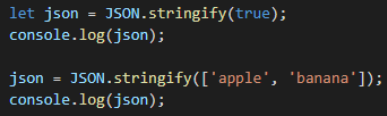 let json = JSON.stringify(true);
console.log(json);
json = JSON.stringify(['apple', 'banana']);
console.log(json);